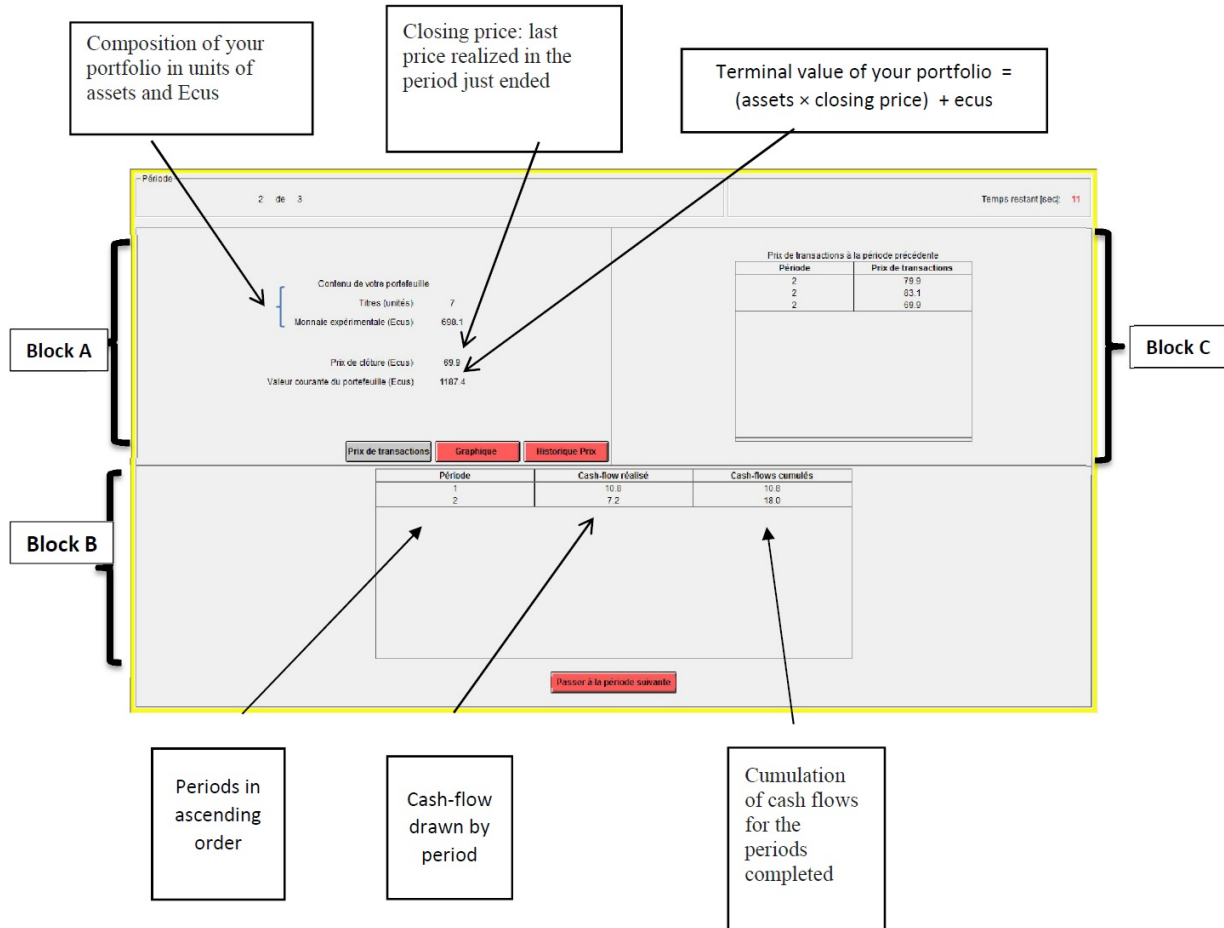 Composition of your
portfolio in units of
assets and Ecus
Closing price: last
price realized in the
period just ended
Terminal value of your portfolio =
(assets × closing price) + ecus
Période
2 de 3
Temps restant [sec]: 11
Block A
Contenu de votre portefeuille
Titres (unités) 7
Monnaie expérimentale (Ecus) 698.1
Prix de clôture (Ecus) 69.9
Valeur courante du portefeuille (Ecus) 1187.4
Prix de transactions Graphique Historique Prix
Prix de transactions à la période précédente
Période Prix de transactions
2 79.9
2 83.1
2 69.9
Block C
Block B
Période Cash-flow réalisé Cash-flows cumulés
1 10.8 10.8
2 7.2 18.0
Passer à la période suivante
Periods in
ascending
order
Cash-flow
drawn by
period
Cumulation
of cash flows
for the
periods
completed